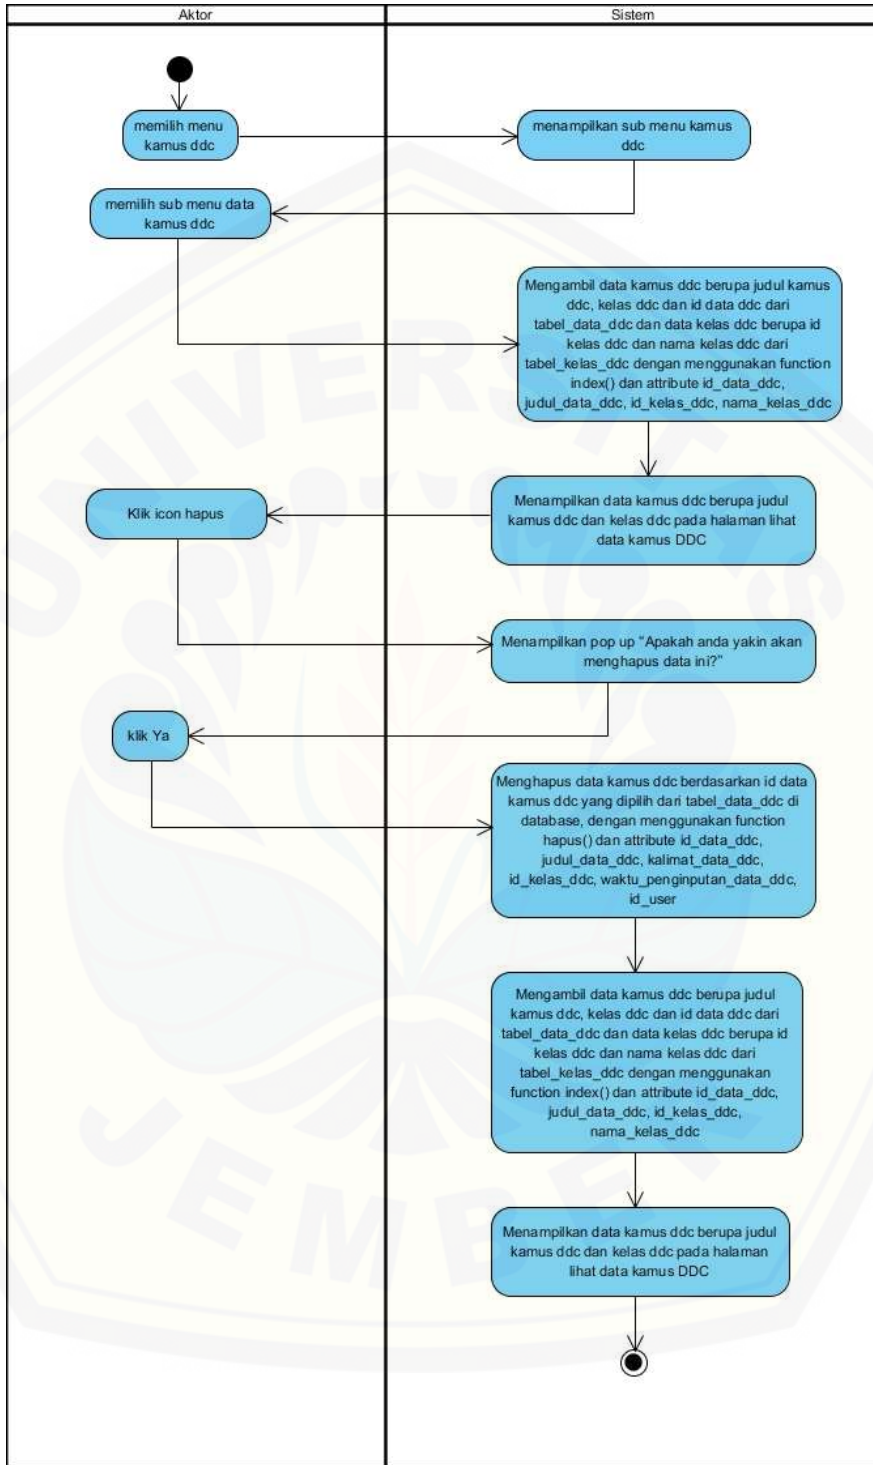 Aktor
Sistem
memilih menu
kamus ddc
menampilkan sub menu kamus
ddc
memilih sub menu data
kamus ddc
Mengambil data kamus ddc berupa judul kamus
ddc, kelas ddc dan id data ddc dari
tabel_data_ddc dan data kelas ddc berupa id
kelas ddc dan nama kelas ddc dari
tabel_kelas_ddc dengan menggunakan function
index() dan attribute id_data_ddc,
judul_data_ddc, id_kelas_ddc, nama_kelas_ddc
Menampilkan data kamus ddc berupa judul
kamus ddc dan kelas ddc pada halaman lihat
data kamus DDC
Klik icon hapus
Menampilkan pop up "Apakah anda yakin akan
menghapus data ini?"
klik Ya
Menghapus data kamus ddc berdasarkan id data
kamus ddc yang dipilih dari tabel_data_ddc di
database, dengan menggunakan function
hapus() dan attribute id_data_ddc,
judul_data_ddc, kalimat_data_ddc,
id_kelas_ddc, waktu_penginputan_data_ddc,
id_user
Mengambil data kamus ddc berupa judul
kamus ddc, kelas ddc dan id data ddc dari
tabel_data_ddc dan data kelas ddc berupa id
kelas ddc dan nama kelas ddc dari
tabel_kelas_ddc dengan menggunakan
function index() dan attribute id_data_ddc,
judul_data_ddc, id_kelas_ddc,
nama_kelas_ddc
Menampilkan data kamus ddc berupa judul
kamus ddc dan kelas ddc pada halaman
lihat data kamus DDC
UNIVERSITAS
JEMBER